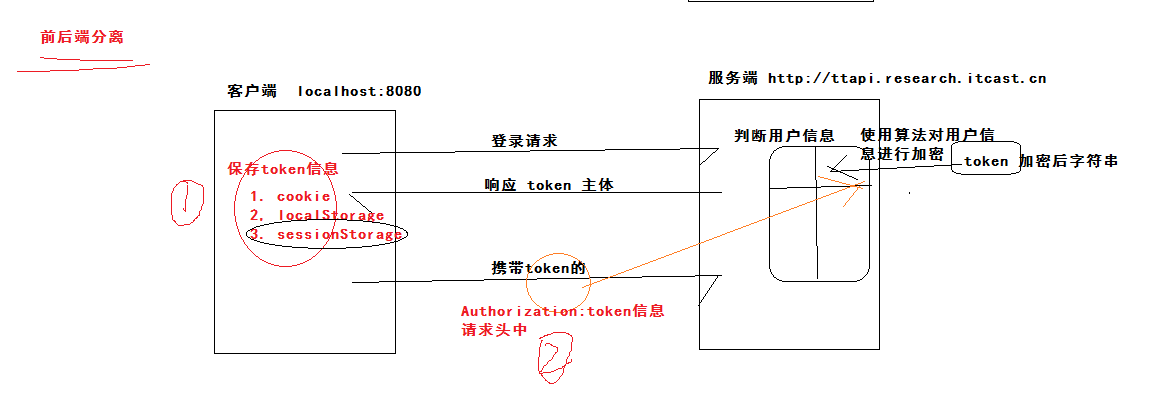 前后端分离
客户端 localhost:8080
服务端 http://ttapi.research.itcast.cn
登录请求
判断用户信息
使用算法对用户信
息进行加密
token 加密后字符串
保存token信息
1. cookie
2, localStorage
3. sessionStorage
响应 token 主体
携带token的
Authorization:token信息
请求头中
1
2